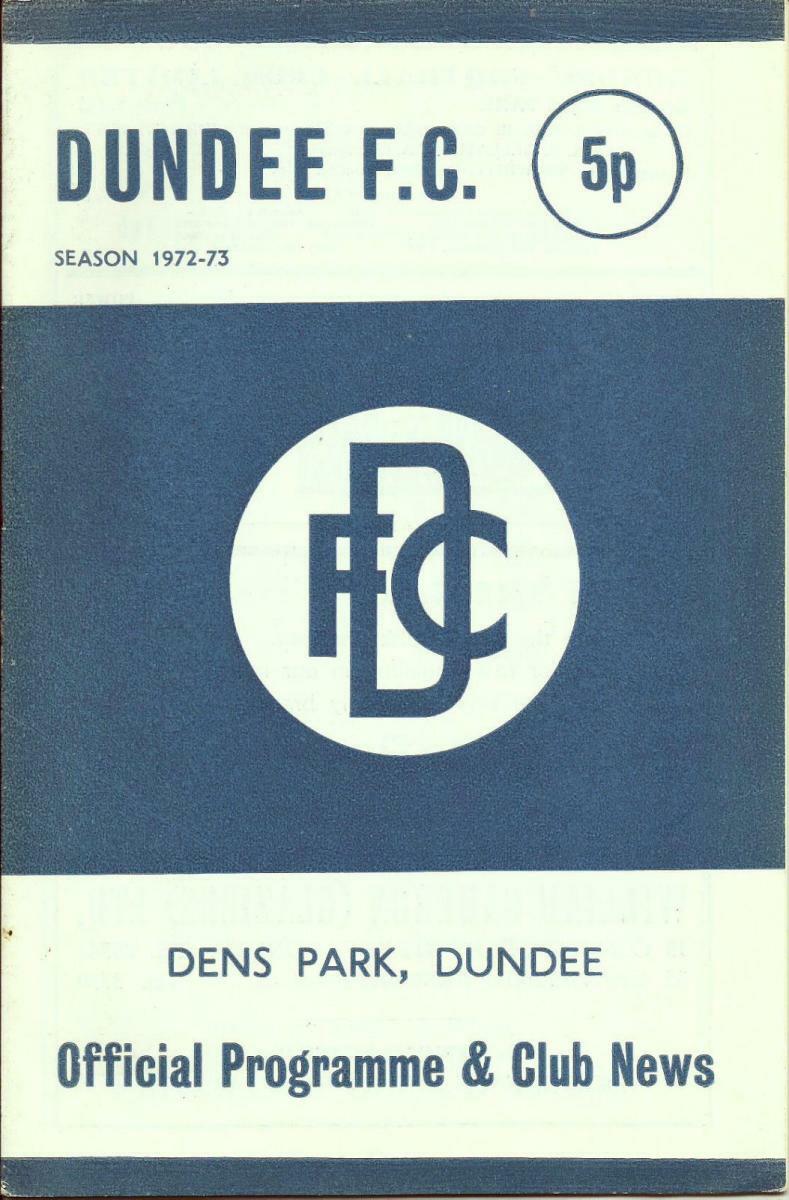 DUNDEE F.C.
5p
SEASON 1972-73
DFC
DENS PARK, DUNDEE
Official Programme & Club News